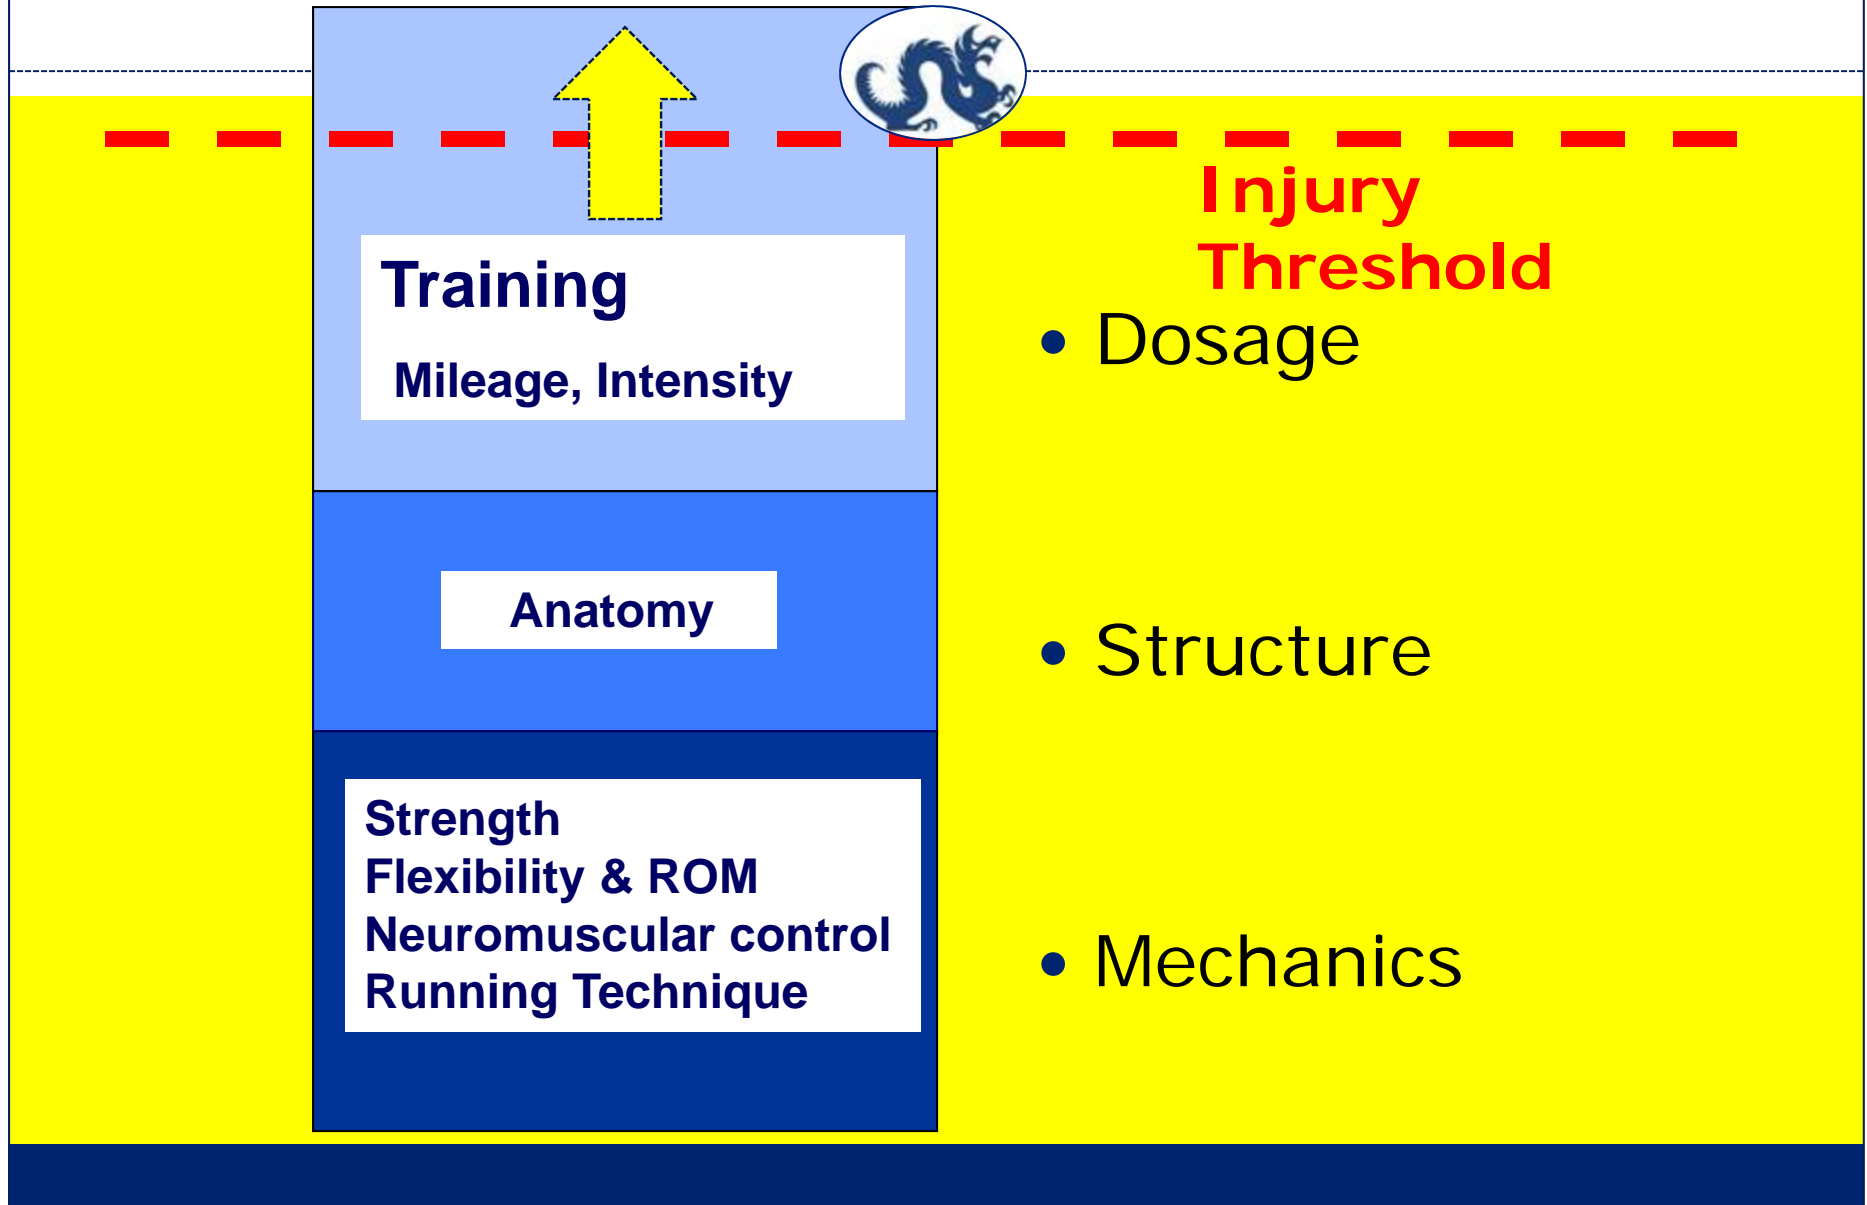 Injury
Threshold
Training
Mileage, Intensity
• Dosage
Anatomy
• Structure
Strength
Flexibility & ROM
Neuromuscular control
Running Technique
• Mechanics